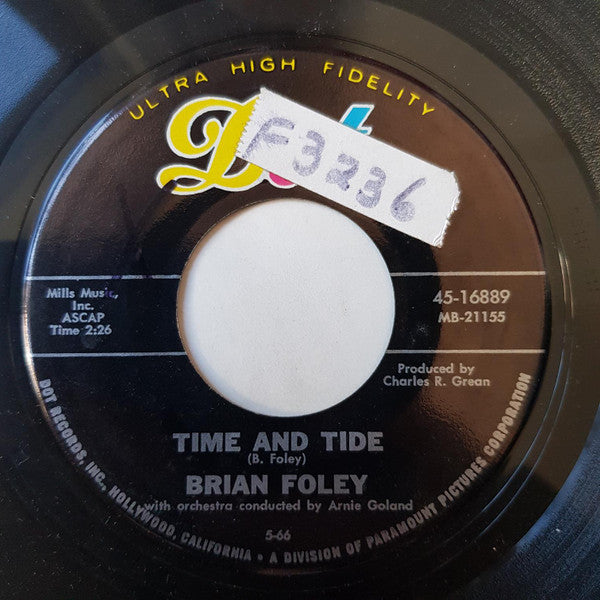 ULTRA HIGH FIDELITY
Dot
F3236
Mills Music,
Inc.
ASCAP
Time 2:26
45-16889
MB-21155
Produced by
Charles R. Grean
TIME AND TIDE
(B. Foley)
BRIAN FOLEY
with orchestra conducted by Arnie Goland
5-66
DOT RECORDS, INC., HOLLYWOOD, CALIFORNIA • A DIVISION OF PARAMOUNT PICTURES CORPORATION